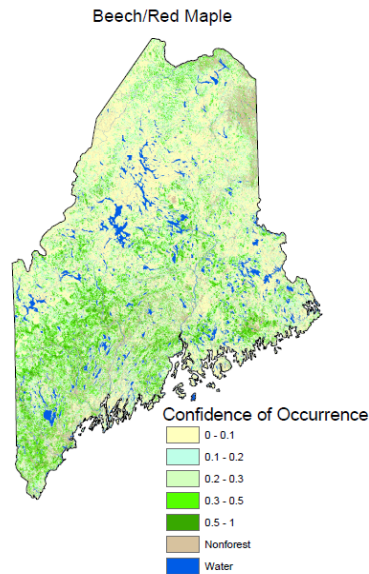 Beech/Red Maple
Confidence of Occurrence
0 - 0.1
0.1 - 0.2
0.2 - 0.3
0.3 - 0.5
0.5 - 1
Nonforest
Water